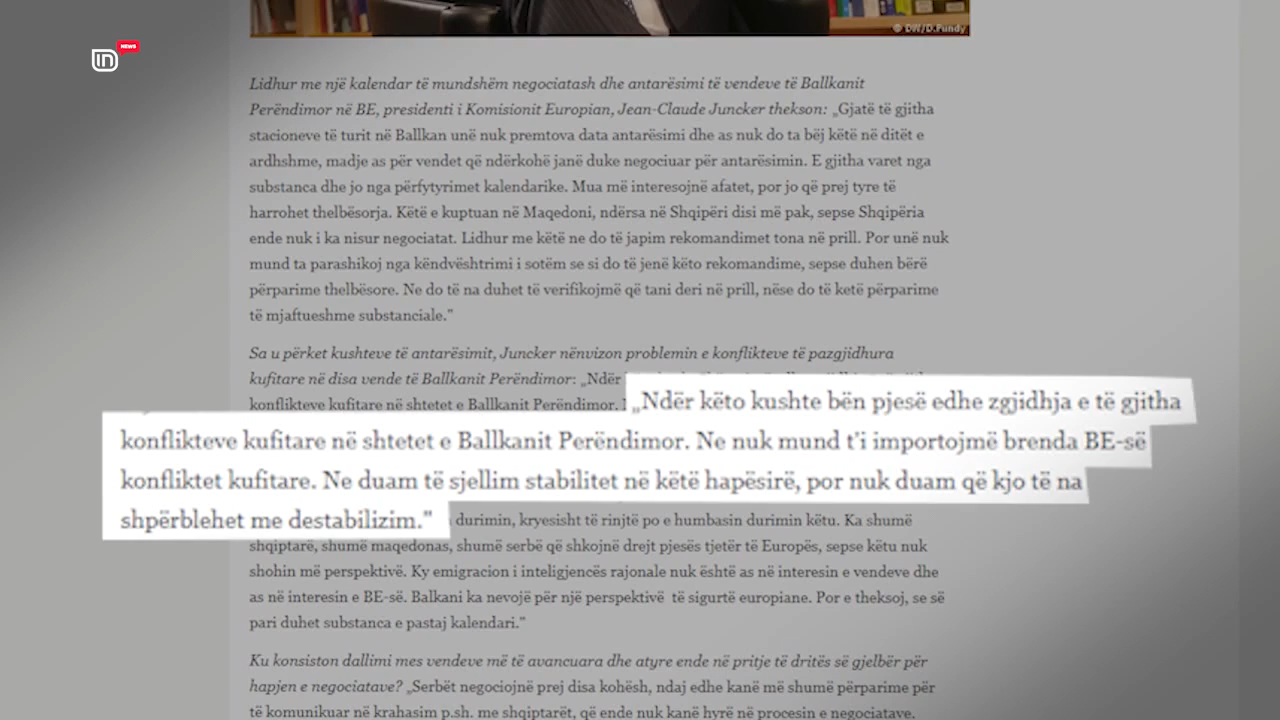 © DW/D.Pundy
in NEWS
Lidhur me një kalendar të mundshëm negociatash dhe antarësimi të vendeve të Ballkanit
Perëndimor në BE, presidenti i Komisionit Europian, Jean-Claude Juncker thekson: „Gjatë të gjitha
stacioneve të turit në Ballkan unë nuk premtova data antarësimi dhe as nuk do ta bëj këtë në ditët e
ardhshme, madje as për vendet që ndërkohë janë duke negociuar për antarësimin. E gjitha varet nga
substanca dhe jo nga përfytyrimet kalendarike. Mua më interesojnë afatet, por jo që prej tyre të
harrohet thelbësorja. Këtë e kuptuan në Maqedoni, ndërsa në Shqipëri disi më pak, sepse Shqipëria
ende nuk i ka nisur negociatat. Lidhur me këtë ne do të japim rekomandimet tona në prill. Por unë nuk
mund ta parashikoj nga këndvështrimi i sotëm se si do të jenë këto rekomandime, sepse duhen bërë
përparime thelbësore. Ne do të na duhet të verifikojmë që tani deri në prill, nëse do të ketë përparime
të mjaftueshme substanciale.”
Sa u përket kushteve të antarësimit, Juncker nënvizon problemin e konflikteve të pazgjidhura
kufitare në disa vende të Ballkanit Perëndimor: „Ndër
konflikteve kufitare në shtetet e Ballkanit Perëndimor.
„Ndër këto kushte bën pjesë edhe zgjidhja e të gjitha
konflikteve kufitare në shtetet e Ballkanit Perëndimor. Ne nuk mund t'i importojmë brenda BE-së
konfliktet kufitare. Ne duam të sjellim stabilitet në këtë hapësirë, por nuk duam që kjo të na
shpërblehet me destabilizim."
durimin, kryesisht të rinjtë po e humbasin durimin këtu. Ka shumë
shqiptarë, shumë maqedonas, shumë serbë që shkojnë drejt pjesës tjetër të Europës, sepse këtu nuk
shohin më perspektivë. Ky emigracion i inteligjencës rajonale nuk është as në interesin e vendeve dhe
as në interesin e BE-së. Balkani ka nevojë për një perspektivë të sigurtë europiane. Por e theksoj, se së
pari duhet substanca e pastaj kalendari.”
Ku konsiston dallimi mes vendeve më të avancuara dhe atyre ende në pritje të dritës së gjelbër për
hapjen e negociatave? „Serbët negociojnë prej disa kohësh, ndaj edhe kanë më shumë përparime për
të komunikuar në krahasim p.sh. me shqiptarët, që ende nuk kanë hyrë në procesin e negociatave.